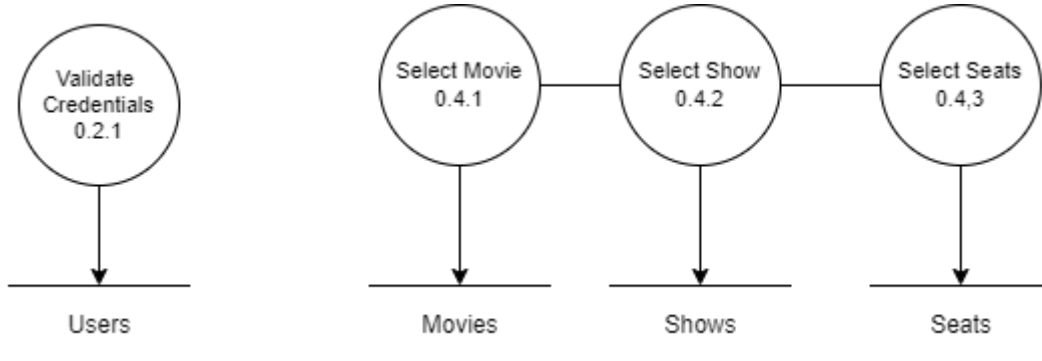 Validate
Credentials
0.2.1
Select Movie
0.4.1
Select Show
0.4.2
Select Seats
0.4,3
Users
Movies
Shows
Seats